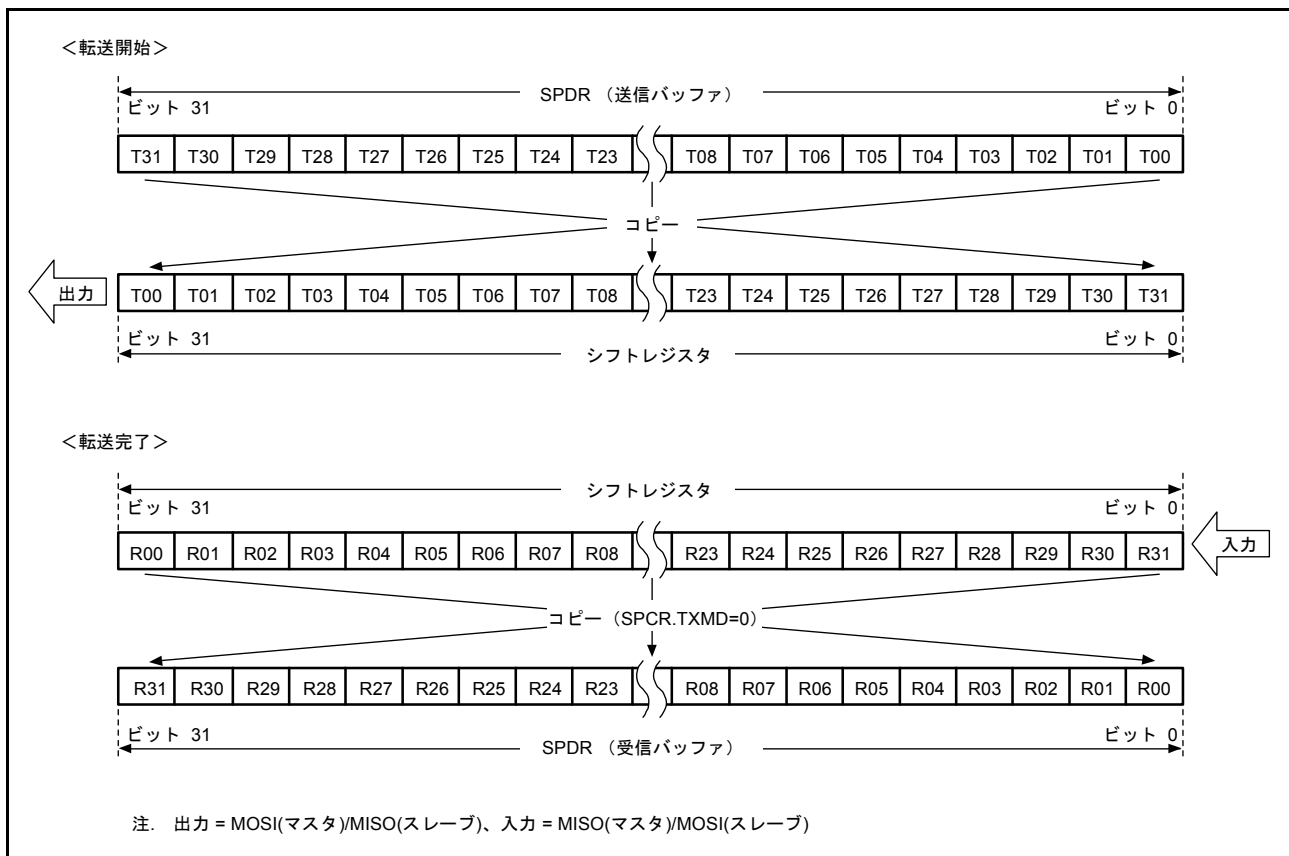 <転送開始>
SPDR (送信バッファ)
ビット 31 ビット 0
T31 T30 T29 T28 T27 T26 T25 T24 T23 T08 T07 T06 T05 T04 T03 T02 T01 T00
コピー
出力 T00 T01 T02 T03 T04 T05 T06 T07 T08 T23 T24 T25 T26 T27 T28 T29 T30 T31
ビット 31 ビット 0
シフトレジスタ
<転送完了>
シフトレジスタ
ビット 31 ビット 0
R00 R01 R02 R03 R04 R05 R06 R07 R08 R23 R24 R25 R26 R27 R28 R29 R30 R31 入力
コピー (SPCR.TXMD=0)
R31 R30 R29 R28 R27 R26 R25 R24 R23 R08 R07 R06 R05 R04 R03 R02 R01 R00
ビット 31 ビット 0
SPDR (受信バッファ)
注. 出力 = MOSI(マスタ)/MISO(スレーブ)、入力 = MISO(マスタ)/MOSI(スレーブ)